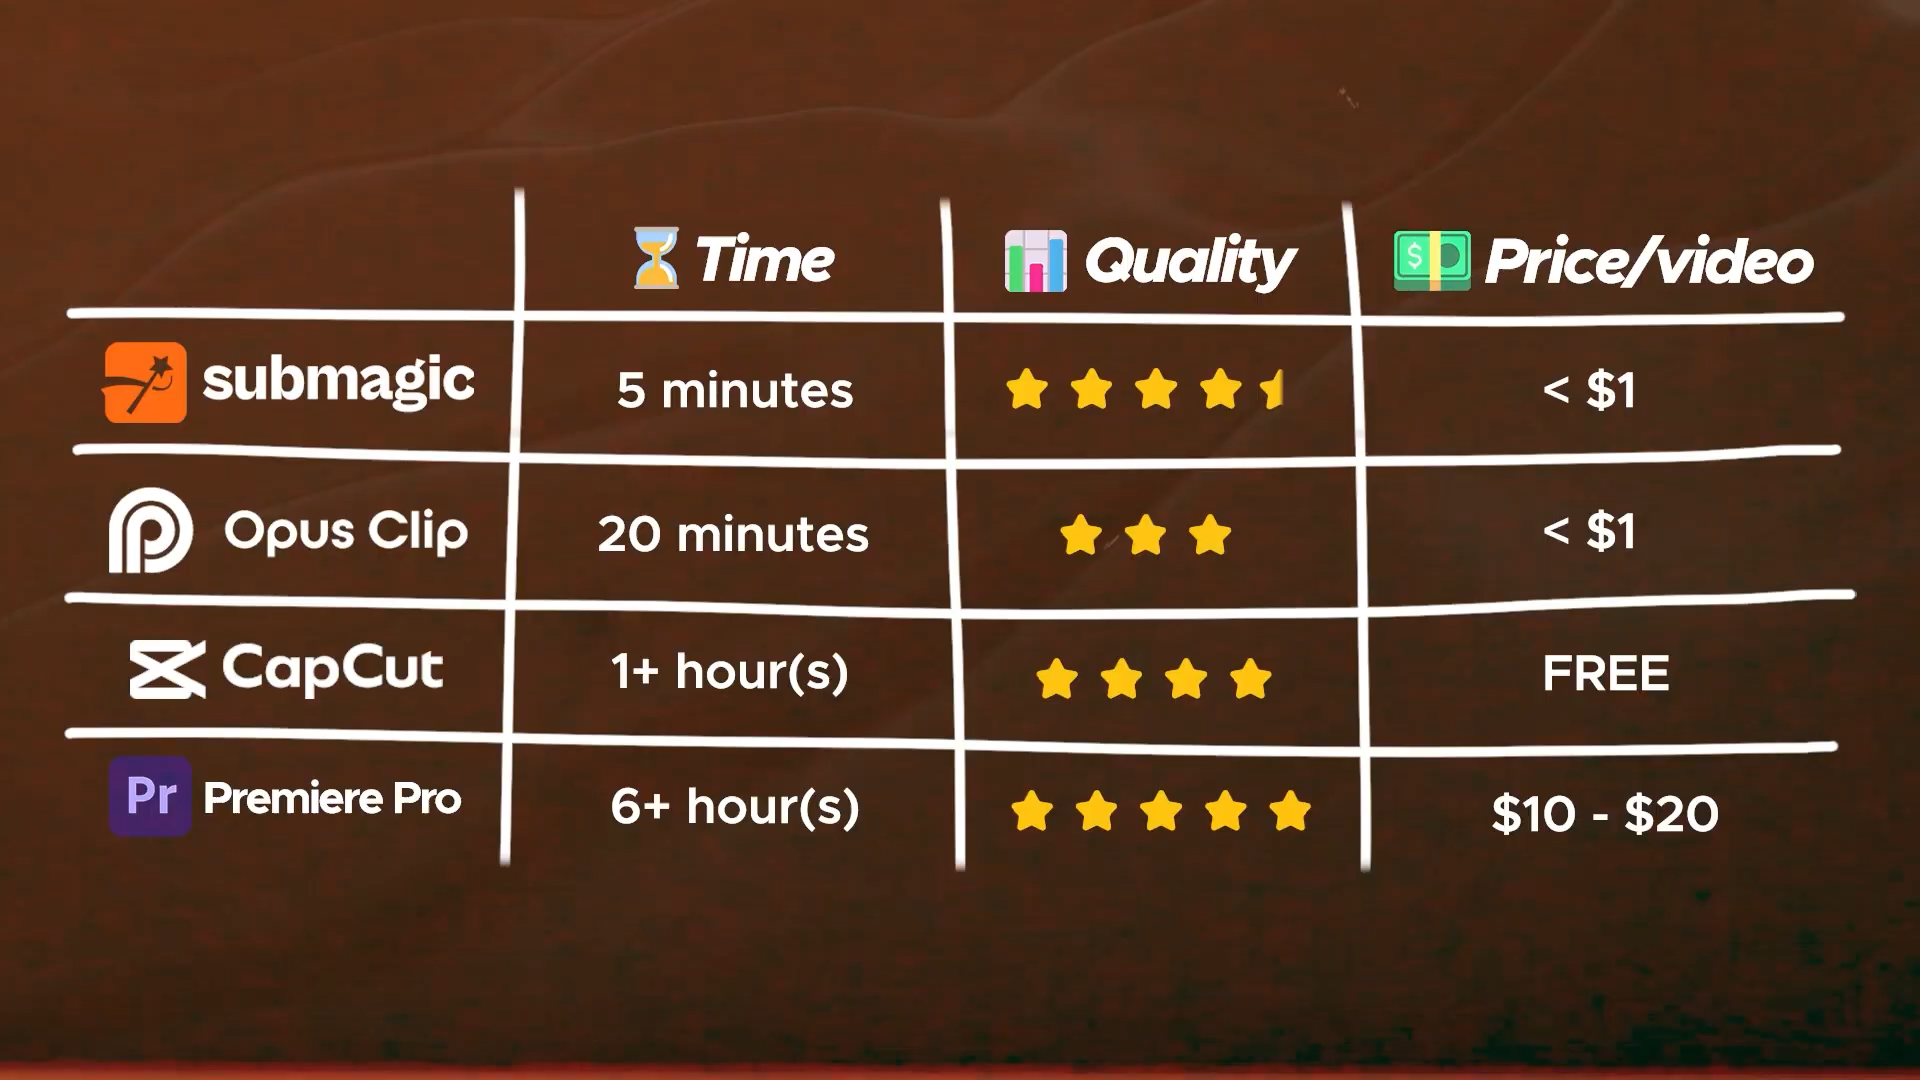 Time Quality Price/video
submagic 5 minutes < $1
Opus Clip 20 minutes < $1
CapCut 1+ hour(s) FREE
Pr Premiere Pro 6+ hour(s) $10 - $20